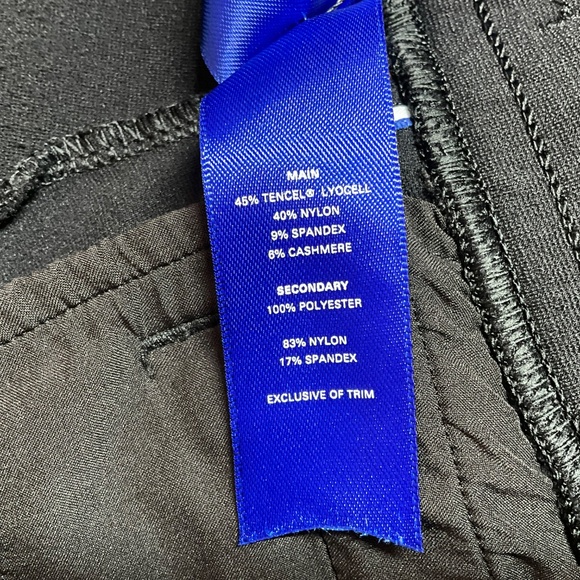 MAIN
45% TENCEL® LYOCELL
40% NYLON
9% SPANDEX
6% CASHMERE
SECONDARY
100% POLYESTER
83% NYLON
17% SPANDEX
EXCLUSIVE OF TRIM